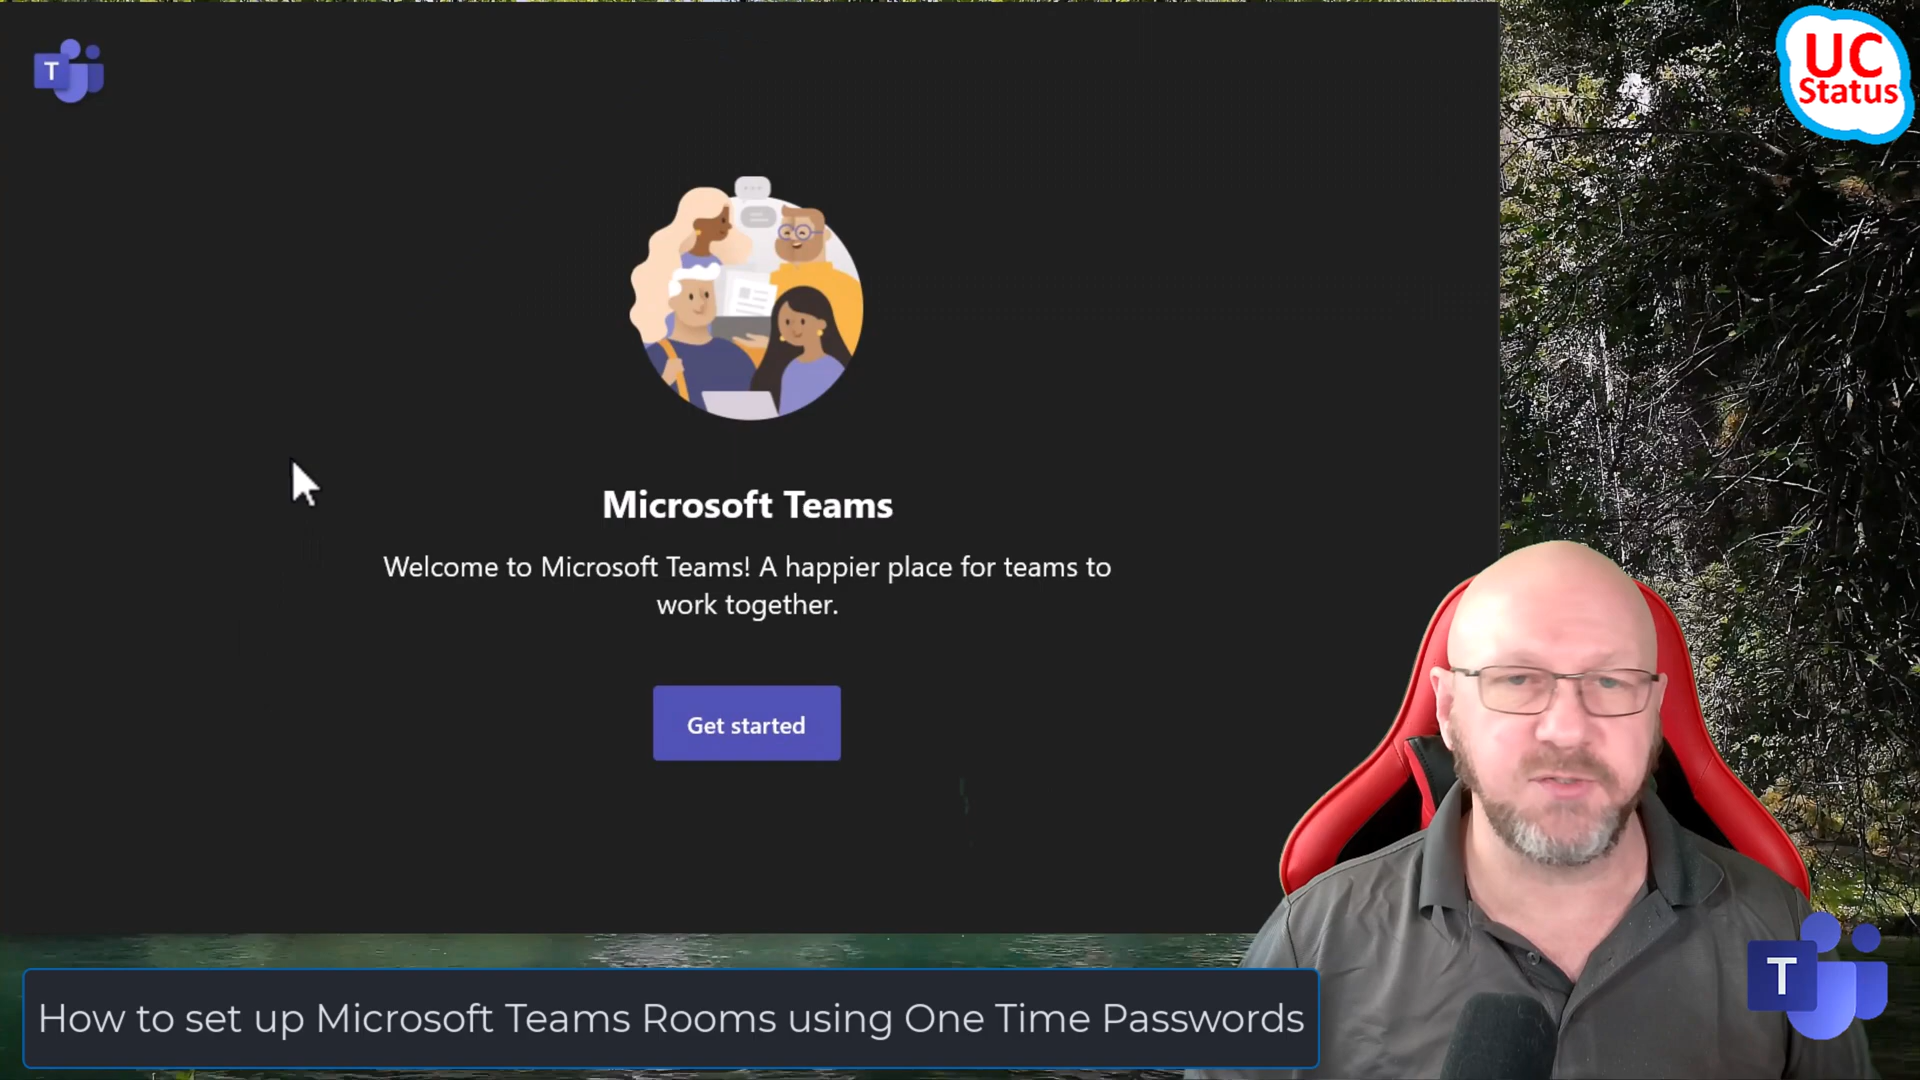 T
UC
Status
Microsoft Teams
Welcome to Microsoft Teams! A happier place for teams to
work together.
Get started
How to set up Microsoft Teams Rooms using One Time Passwords
T